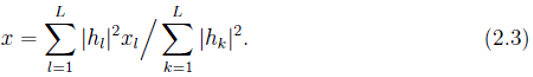 x = \sum_{l=1}^{L} |h_l|^2 x_l \Big/ \sum_{k=1}^{L} |h_k|^2. (2.3)